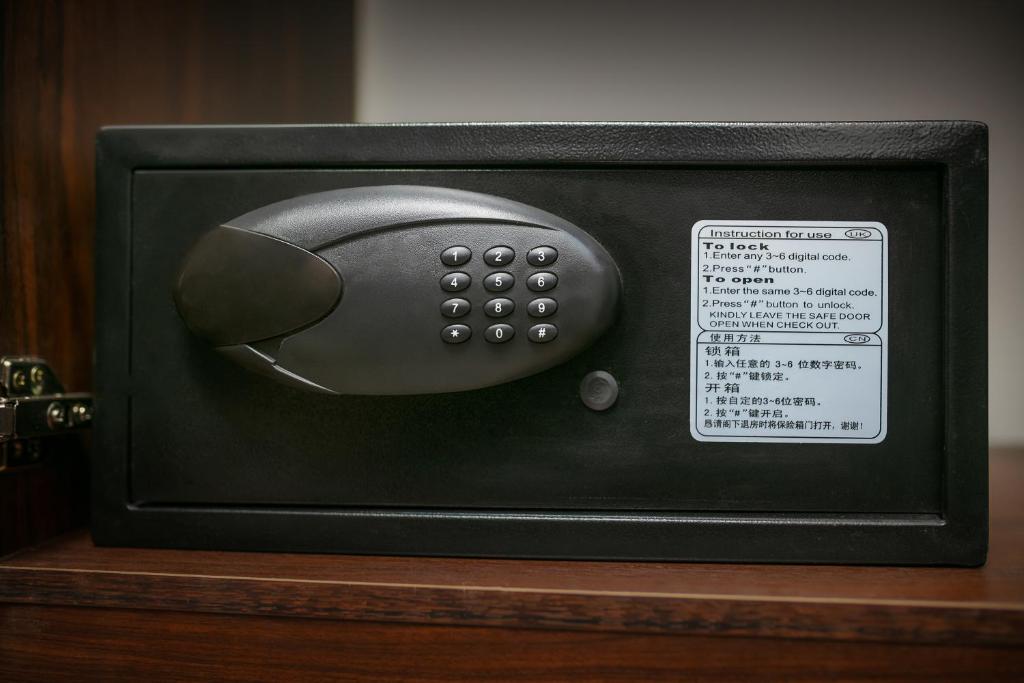 1 2 3
4 5 6
7 8 9
* 0 #
Instruction for use UK
To lock
1.Enter any 3~6 digital code.
2.Press “#” button.
To open
1.Enter the same 3~6 digital code.
2.Press “#” button to unlock.
KINDLY LEAVE THE SAFE DOOR
OPEN WHEN CHECK OUT.
使用方法 CN
锁箱
1.输入任意的 3~6 位数字密码。
2. 按“#”键锁定。
开箱
1. 按自定的3~6位密码。
2. 按“#”键开启。
恳请阁下退房时将保险箱门打开，谢谢！